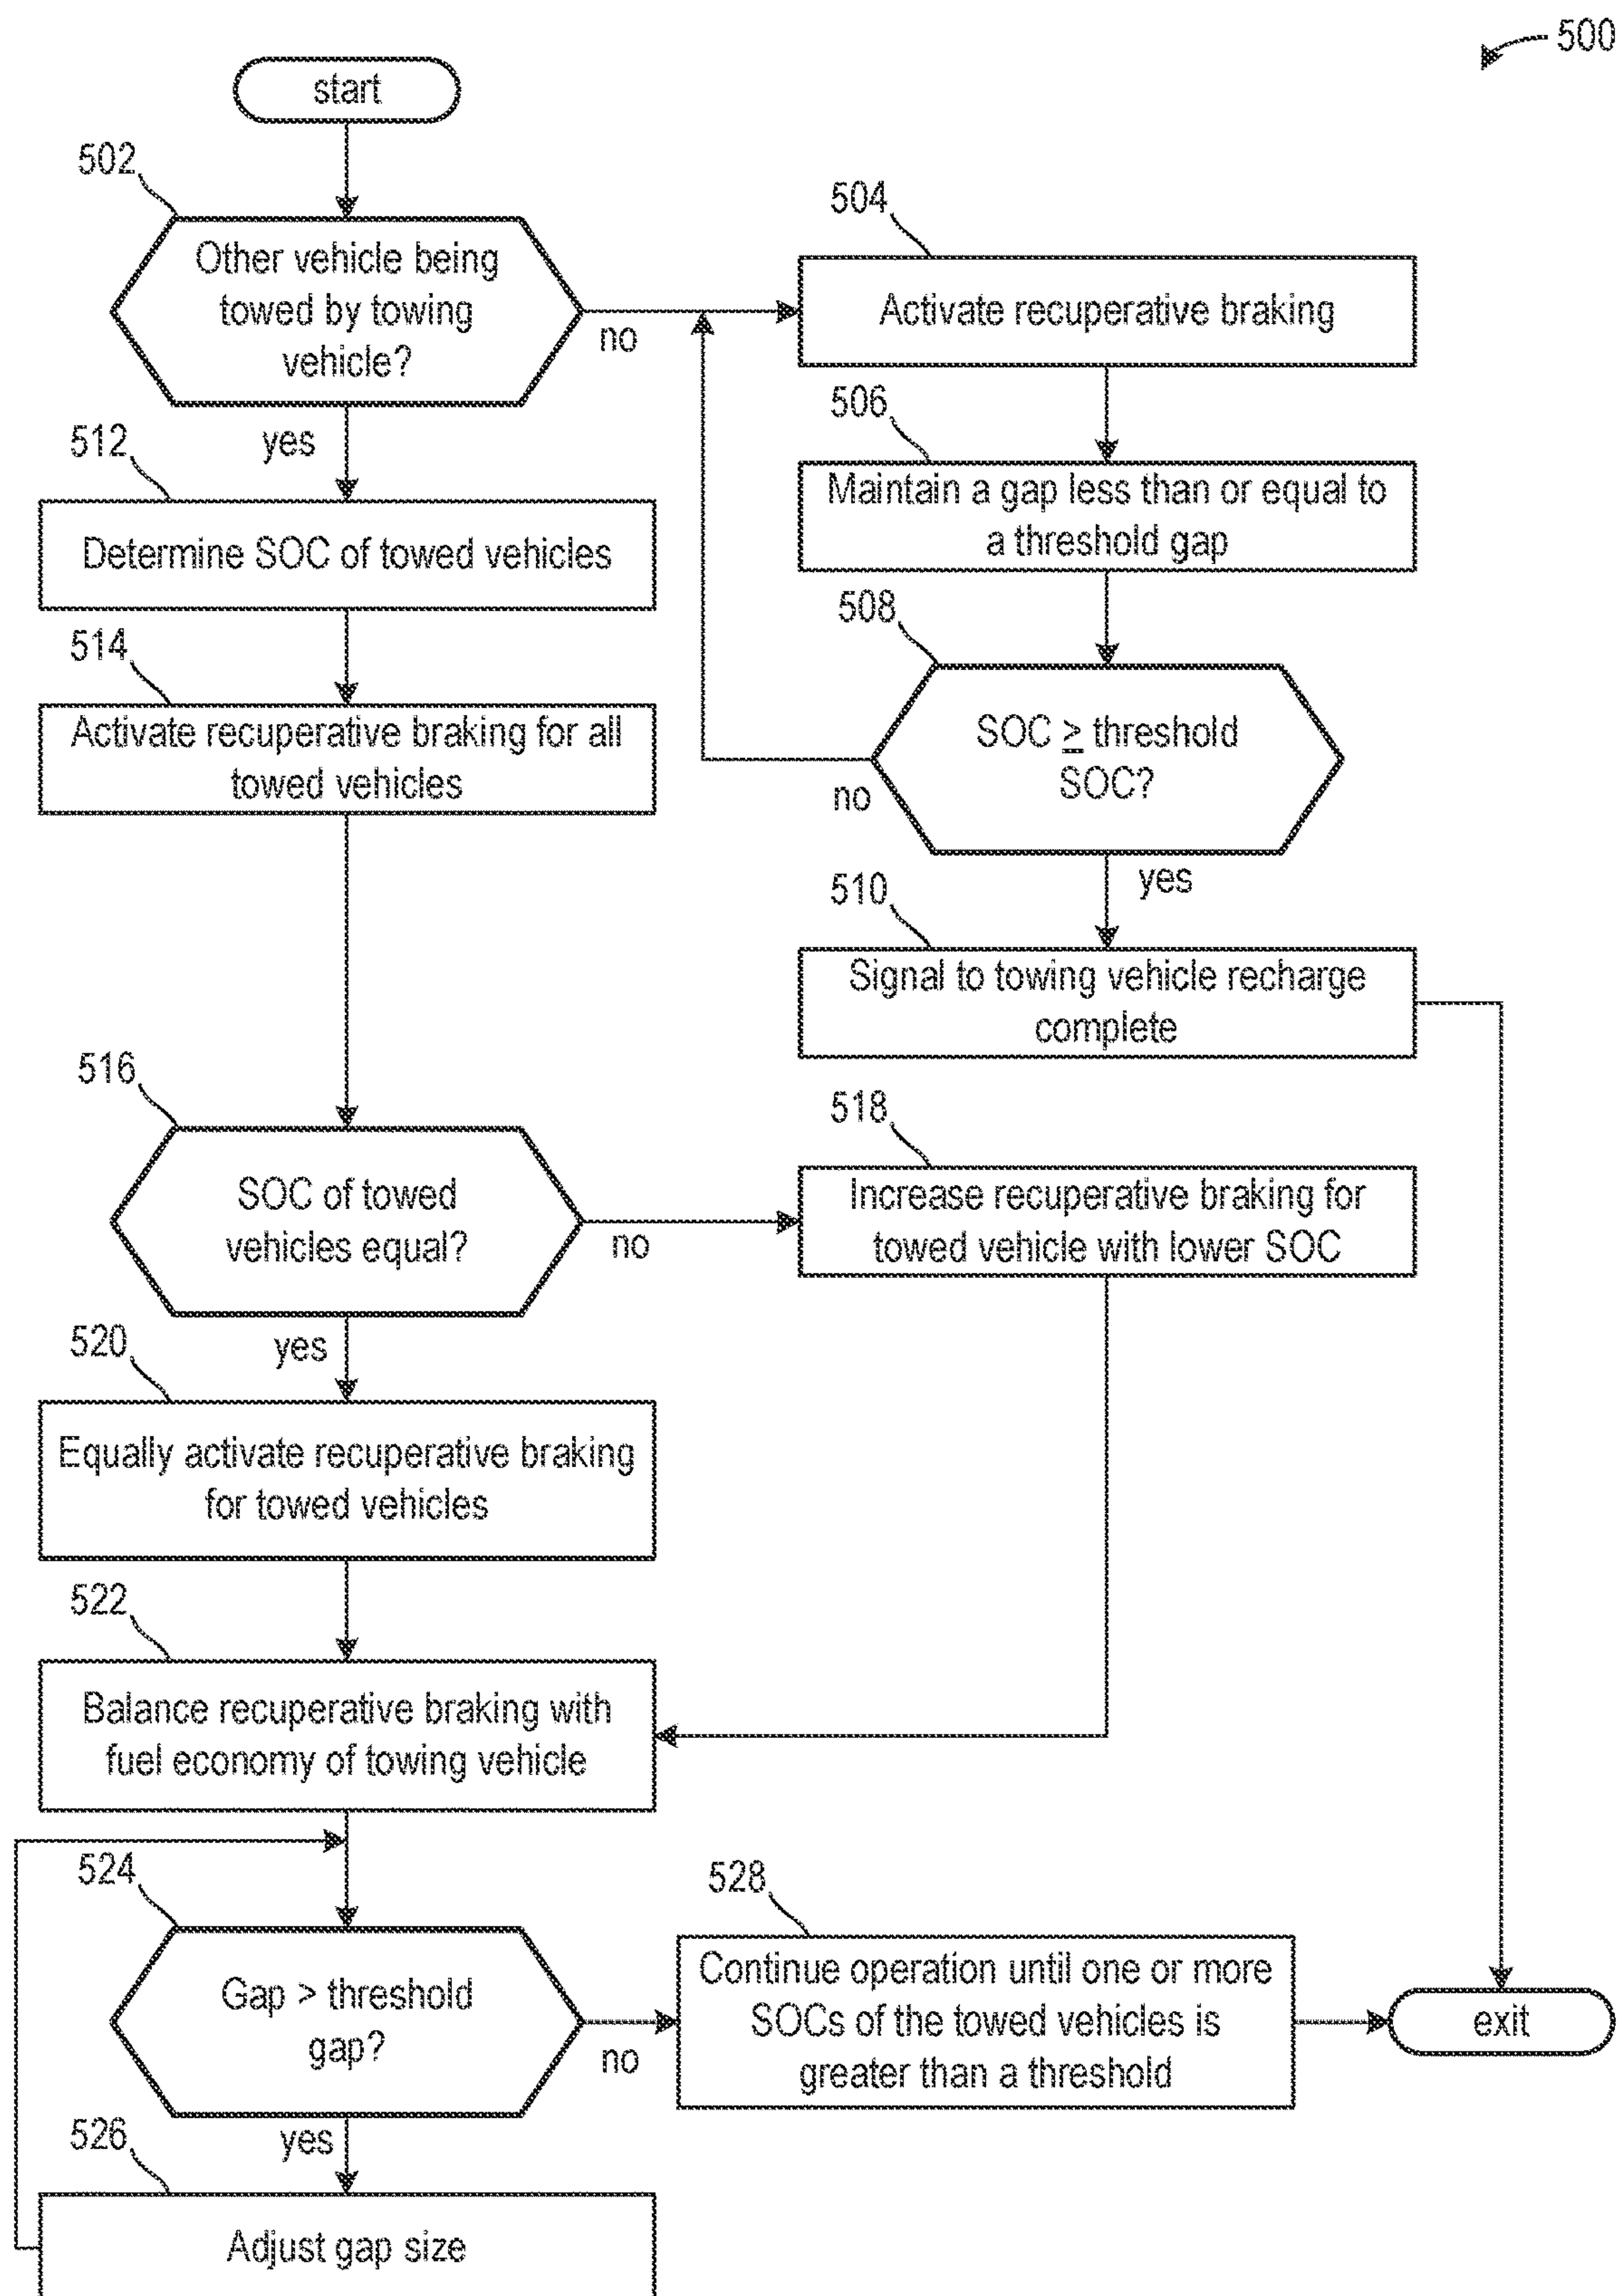 500
start
502
Other vehicle being
towed by towing
vehicle?
no
yes
504
Activate recuperative braking
506
Maintain a gap less than or equal to
a threshold gap
508
SOC ≥ threshold
SOC?
no
yes
510
Signal to towing vehicle recharge
complete
512
Determine SOC of towed vehicles
514
Activate recuperative braking for all
towed vehicles
516
SOC of towed
vehicles equal?
no
yes
518
Increase recuperative braking for
towed vehicle with lower SOC
520
Equally activate recuperative braking
for towed vehicles
522
Balance recuperative braking with
fuel economy of towing vehicle
524
Gap > threshold
gap?
no
yes
526
Adjust gap size
528
Continue operation until one or more
SOCs of the towed vehicles is
greater than a threshold
exit